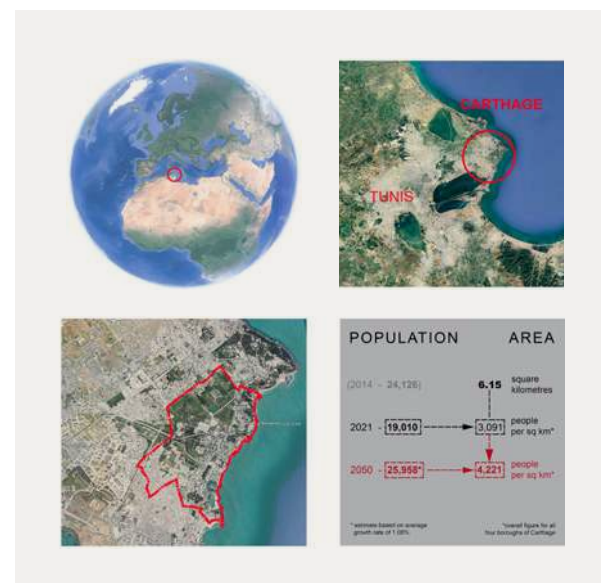 CARTHAGE
TUNIS
POPULATION AREA
(2014 - 24,126) 6.15 square kilometres
2021 - 19,010 3,091 people per sq km*
2050 - 25,958* 4,221 people per sq km*
* estimate based on average growth rate of 1.08%
*overall figure for all four boroughs of Carthage